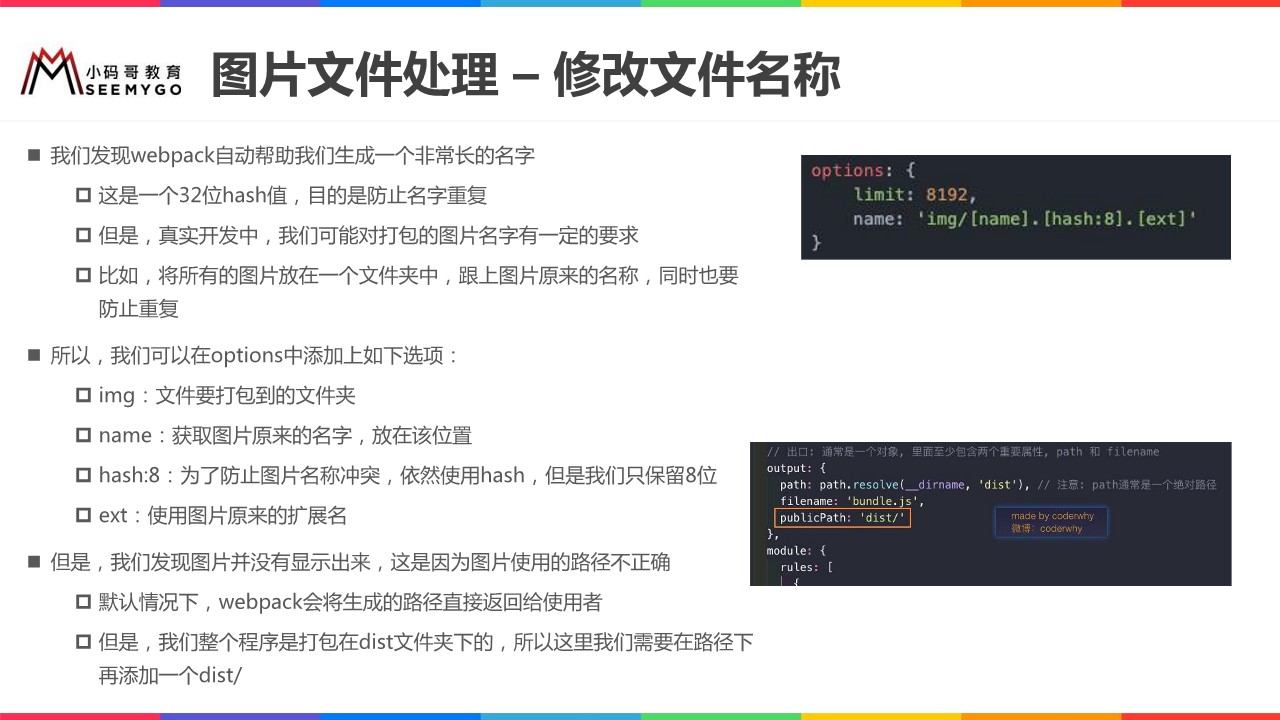 小码哥教育
SEEMYGO
图片文件处理 – 修改文件名称
我们发现webpack自动帮助我们生成一个非常长的名字
这是一个32位hash值，目的是防止名字重复
但是，真实开发中，我们可能对打包的图片名字有一定的要求
比如，将所有的图片放在一个文件夹中，跟上图片原来的名称，同时也要
防止重复
所以，我们可以在options中添加上如下选项：
img：文件要打包到的文件夹
name：获取图片原来的名字，放在该位置
hash:8：为了防止图片名称冲突，依然使用hash，但是我们只保留8位
ext：使用图片原来的扩展名
但是，我们发现图片并没有显示出来，这是因为图片使用的路径不正确
默认情况下，webpack会将生成的路径直接返回给使用者
但是，我们整个程序是打包在dist文件夹下的，所以这里我们需要在路径下
再添加一个dist/
options: {
limit: 8192,
name: 'img/[name].[hash:8].[ext]'
}
// 出口: 通常是一个对象, 里面至少包含两个重要属性, path 和 filename
output: {
path: path.resolve(__dirname, 'dist'), // 注意: path通常是一个绝对路径
filename: 'bundle.js',
publicPath: 'dist/'
},
module: {
rules: [
{
made by coderwhy
微博：coderwhy